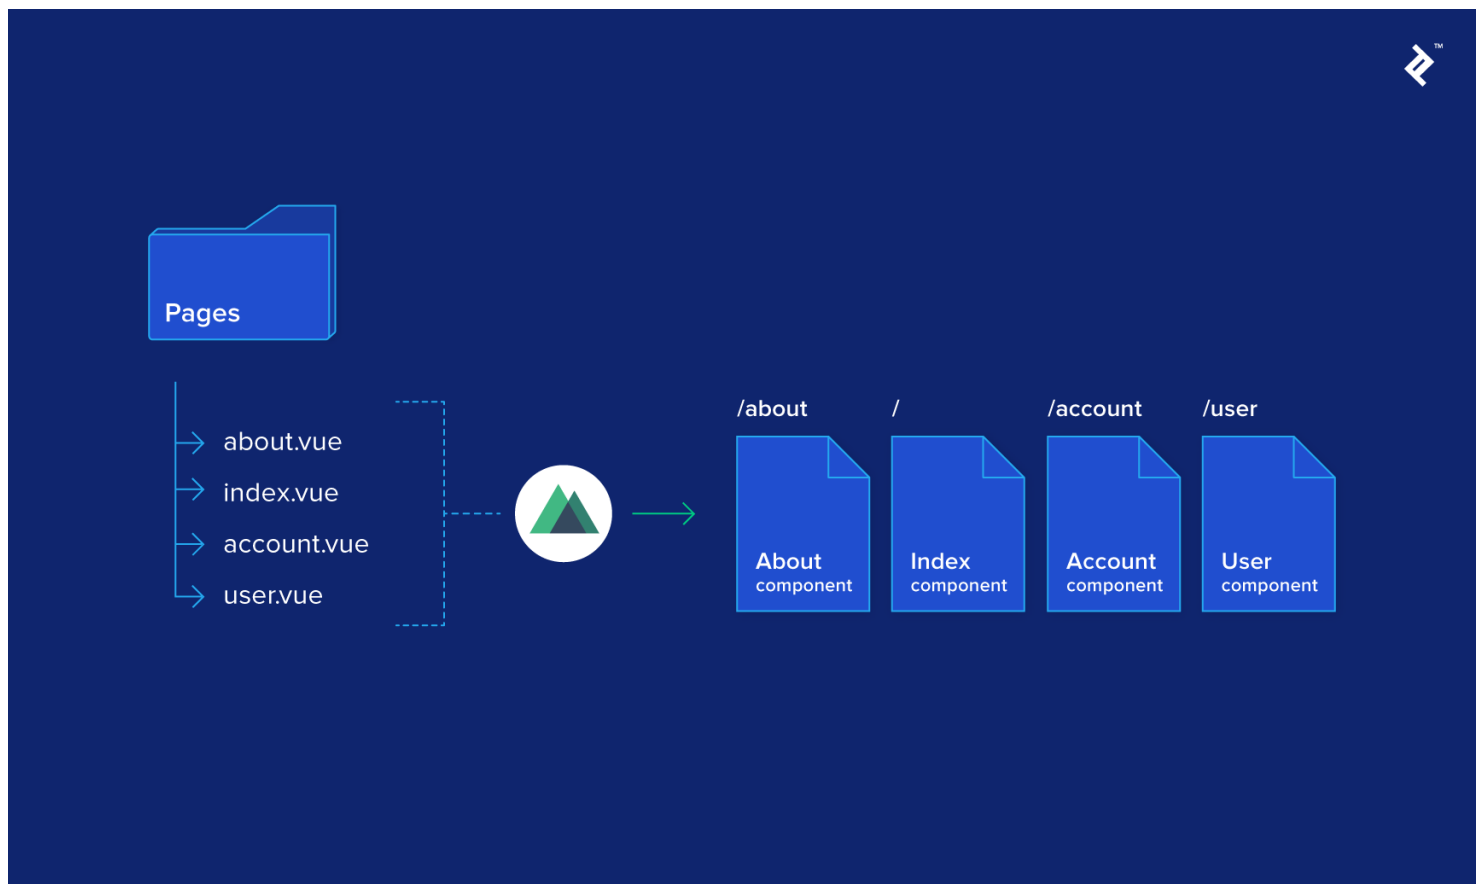 ™
Pages
about.vue
index.vue
account.vue
user.vue
/about
/
/account
/user
About
component
Index
component
Account
component
User
component